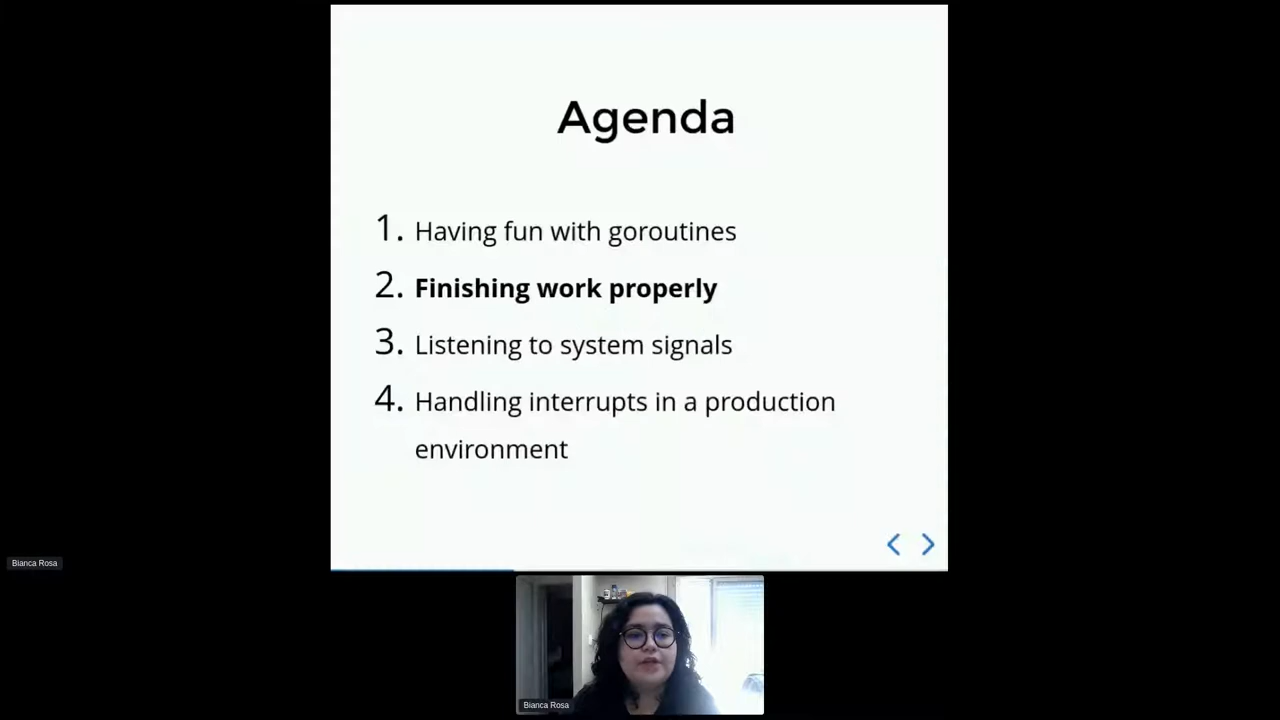 Agenda
1. Having fun with goroutines
2. Finishing work properly
3. Listening to system signals
4. Handling interrupts in a production
environment
Bianca Rosa
Bianca Rosa